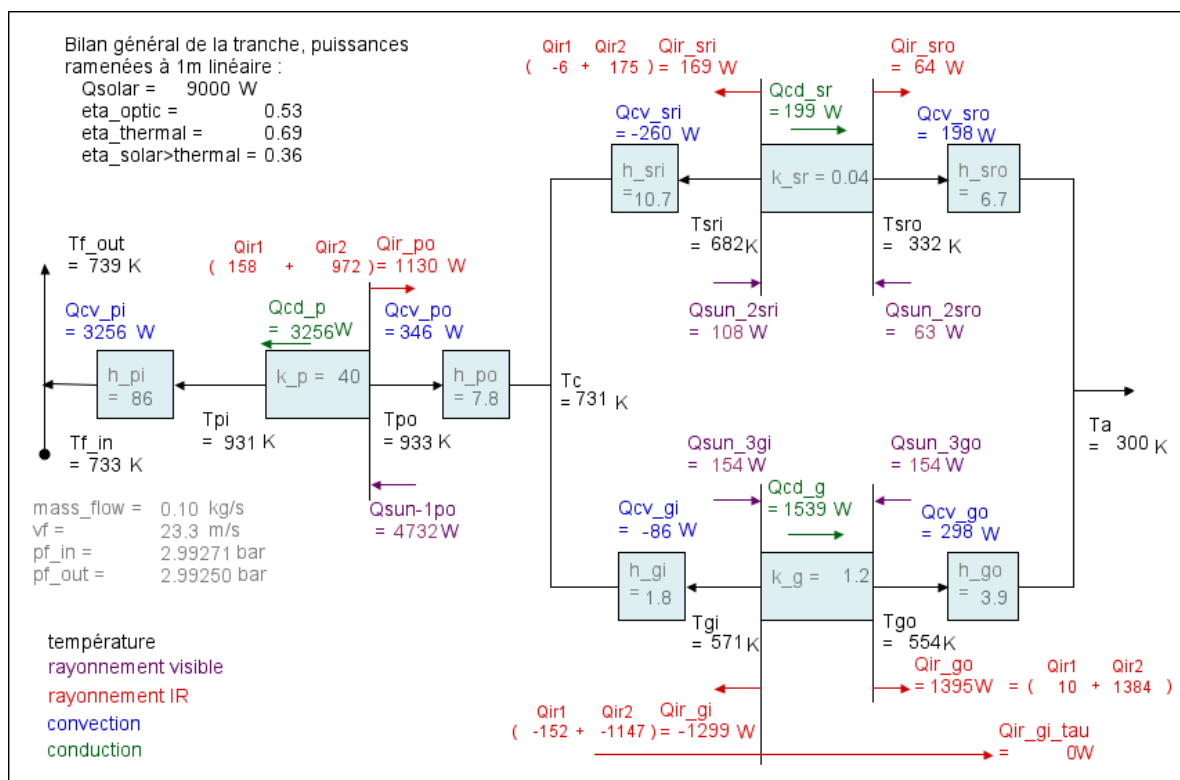 Bilan général de la tranche, puissances
ramenées à 1m linéaire :
Qsolar = 9000 W
eta_optic = 0.53
eta_thermal = 0.69
eta_solar>thermal = 0.36
Qir1 Qir2 Qir_sri
( -6 + 175 ) = 169 W
Qir_sro
= 64 W
Qcd_sr
= 199 W
Qcv_sri
= -260 W
Qcv_sro
= 198 W
h_sri
= 10.7
k_sr = 0.04
h_sro
= 6.7
Tsri
= 682 K
Tsro
= 332 K
Qsun_2sri
= 108 W
Qsun_2sro
= 63 W
Tf_out
= 739 K
Qir1 Qir2 Qir_po
( 158 + 972 ) = 1130 W
Qcv_pi
= 3256 W
Qcd_p
= 3256 W
Qcv_po
= 346 W
h_pi
= 86
k_p = 40
h_po
= 7.8
Tc
= 731 K
Tpi
= 931 K
Tpo
= 933 K
Tf_in
= 733 K
Ta
= 300 K
Qsun-1po
= 4732 W
mass_flow = 0.10 kg/s
vf = 23.3 m/s
pf_in = 2.99271 bar
pf_out = 2.99250 bar
Qsun_3gi
= 154 W
Qsun_3go
= 154 W
Qcd_g
= 1539 W
Qcv_gi
= -86 W
Qcv_go
= 298 W
h_gi
= 1.8
k_g = 1.2
h_go
= 3.9
Tgi
= 571 K
Tgo
= 554 K
Qir_go Qir1 Qir2
= 1395W = ( 10 + 1384 )
Qir1 Qir2 Qir_gi
( -152 + -1147 ) = -1299 W
Qir_gi_tau
= 0W
température
rayonnement visible
rayonnement IR
convection
conduction